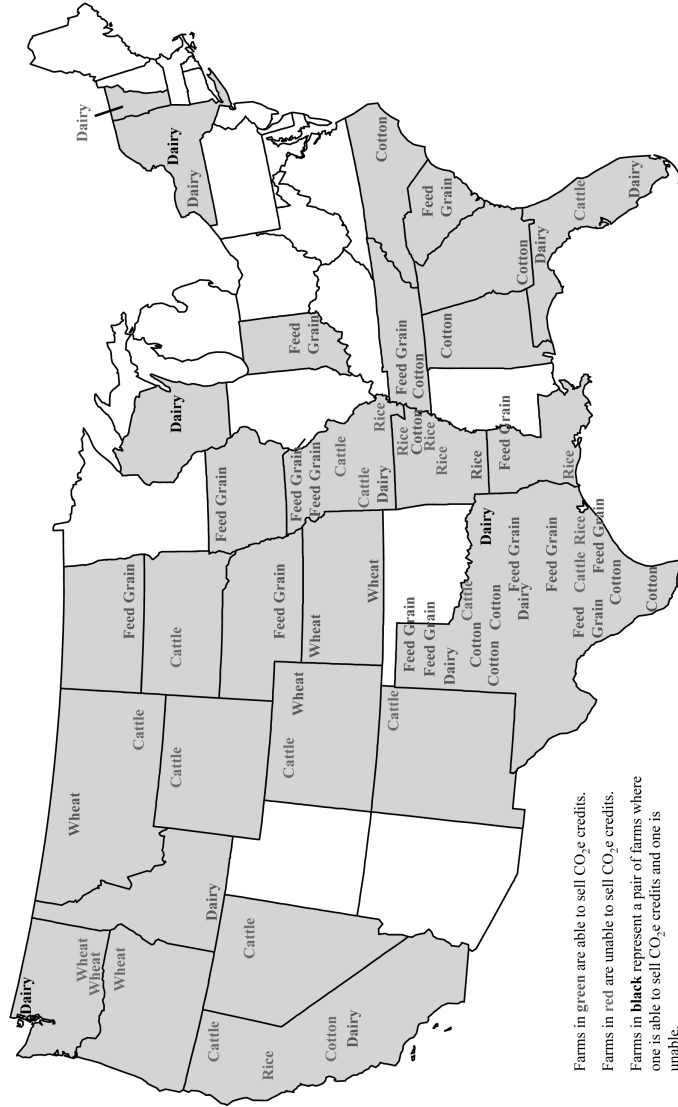 Dairy
Wheat
Wheat
Wheat
Cattle
Rice
Cotton
Dairy
Cattle
Dairy
Wheat
Cattle
Cattle
Cattle
Wheat
Cattle
Feed Grain
Cattle
Feed Grain
Wheat
Wheat
Feed Grain
Feed Grain
Dairy
Cattle
Cotton
Cotton
Cotton
Dairy
Dairy
Feed Grain
Feed Grain
Feed
Grain
Cattle
Rice
Feed Grain
Cotton
Cotton
Feed Grain
Feed Grain
Feed Grain
Cattle
Cattle
Dairy
Rice
Rice
Cotton
Rice
Rice
Rice
Feed Grain
Rice
Dairy
Feed
Grain
Feed Grain
Cotton
Cotton
Cotton
Dairy
Cattle
Dairy
Feed
Grain
Cotton
Dairy
Dairy
Dairy
Farms in green are able to sell CO₂e credits.
Farms in red are unable to sell CO₂e credits.
Farms in black represent a pair of farms where
one is able to sell CO₂e credits and one is
unable.